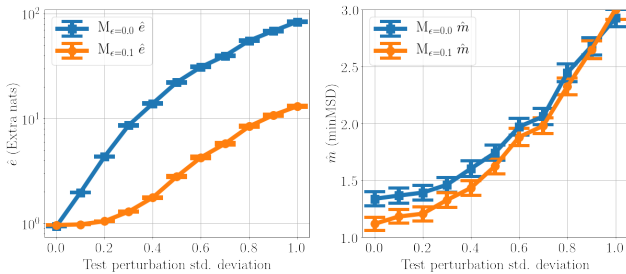 10²
10¹
10⁰
ê (Extra nats)
M_{ϵ=0.0} ê
M_{ϵ=0.1} ê
0.0 0.2 0.4 0.6 0.8 1.0
Test perturbation std. deviation
3.0
2.5
2.0
1.5
1.0
m̂ (minMSD)
M_{ϵ=0.0} m̂
M_{ϵ=0.1} m̂
0.0 0.2 0.4 0.6 0.8 1.0
Test perturbation std. deviation